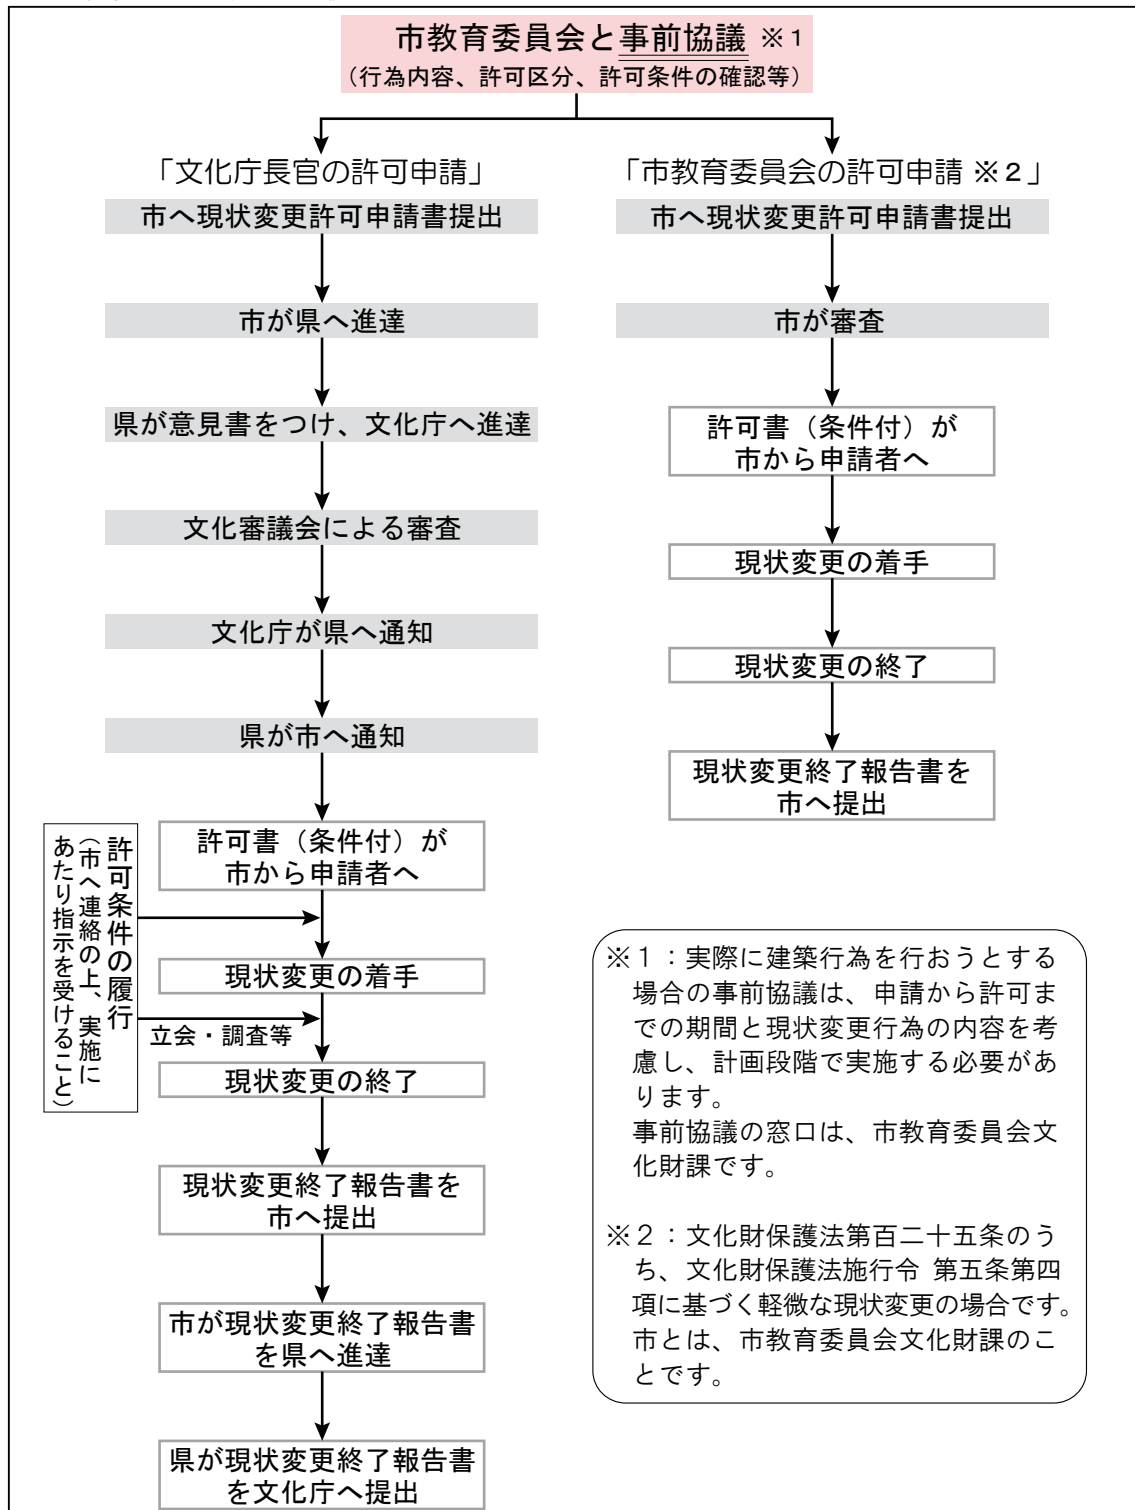 市教育委員会と事前協議 ※１
（行為内容、許可区分、許可条件の確認等）
「文化庁長官の許可申請」
市へ現状変更許可申請書提出
市が県へ進達
県が意見書をつけ、文化庁へ進達
文化審議会による審査
文化庁が県へ通知
県が市へ通知
許可書（条件付）が
市から申請者へ
許可条件の履行
（市へ連絡の上、実施に
あたり指示を受けること）
現状変更の着手
立会・調査等
現状変更の終了
現状変更終了報告書を
市へ提出
市が現状変更終了報告書
を県へ進達
県が現状変更終了報告書
を文化庁へ提出
「市教育委員会の許可申請 ※２」
市へ現状変更許可申請書提出
市が審査
許可書（条件付）が
市から申請者へ
現状変更の着手
現状変更の終了
現状変更終了報告書を
市へ提出
※１：実際に建築行為を行おうとする
場合の事前協議は、申請から許可ま
での期間と現状変更行為の内容を考
慮し、計画段階で実施する必要があ
ります。
事前協議の窓口は、市教育委員会文
化財課です。
※２：文化財保護法第百二十五条のう
ち、文化財保護法施行令 第五条第四
項に基づく軽微な現状変更の場合です。
市とは、市教育委員会文化財課のこ
とです。